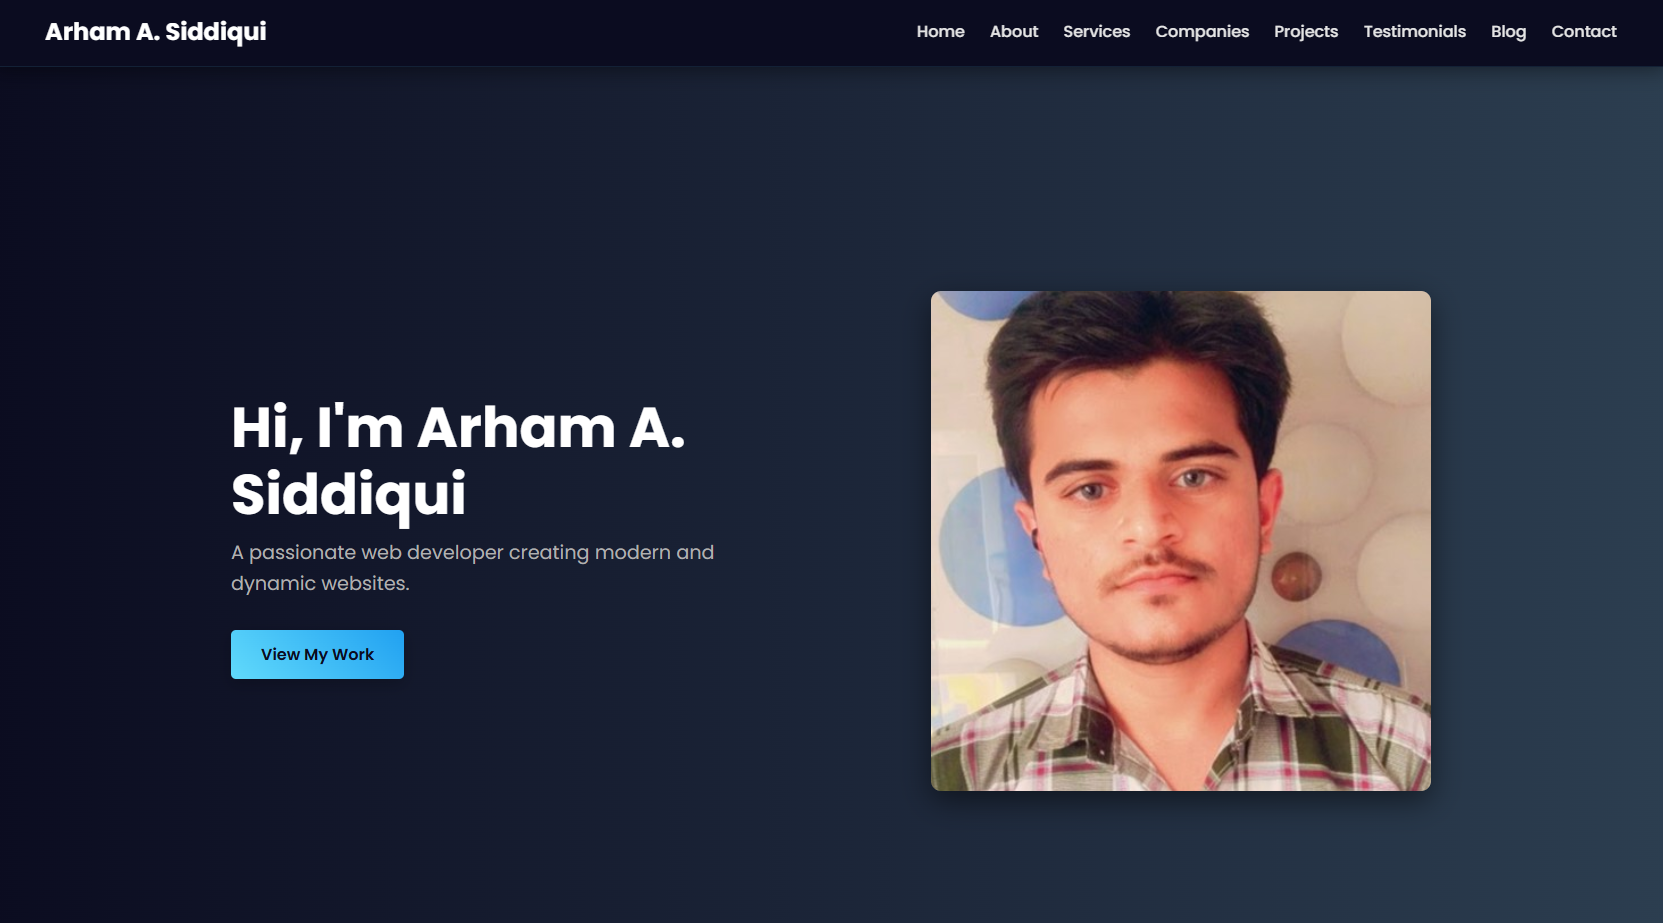 Arham A. Siddiqui
Home About Services Companies Projects Testimonials Blog Contact
Hi, I'm Arham A.
Siddiqui
A passionate web developer creating modern and
dynamic websites.
View My Work